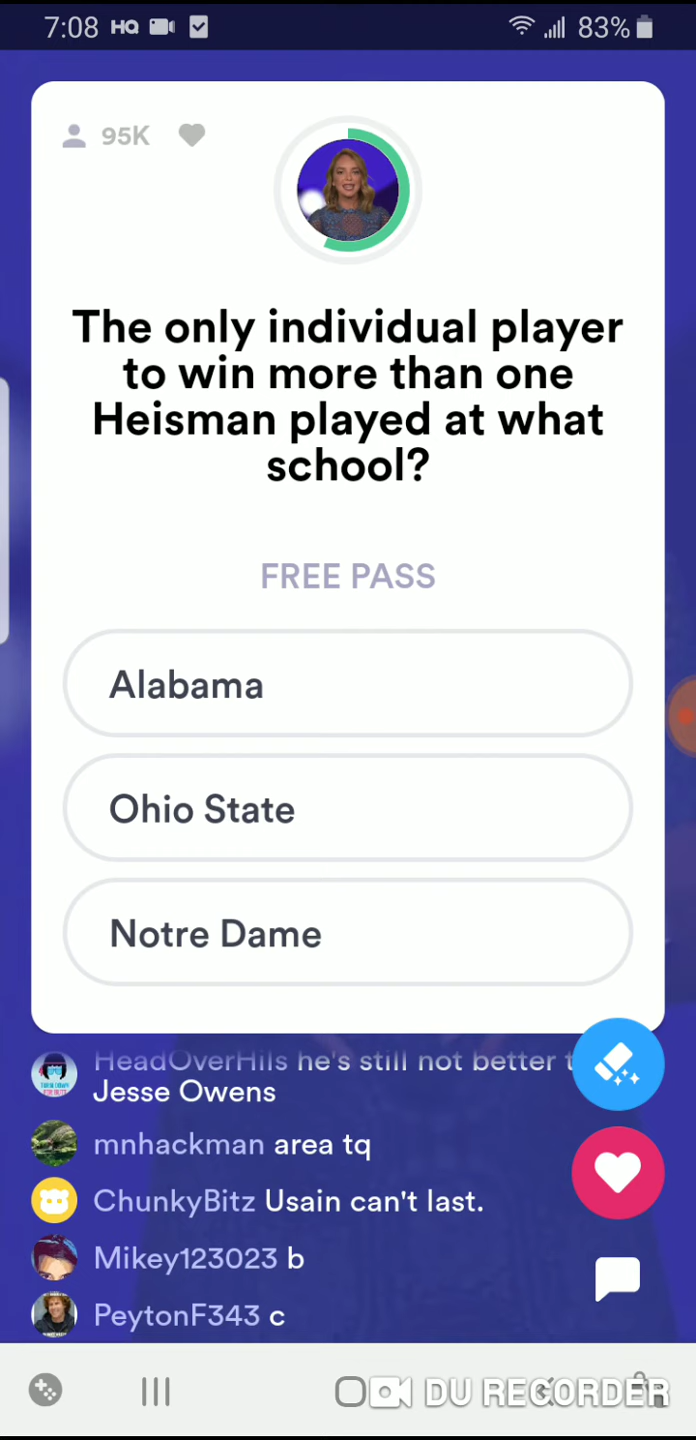 7:08 HQ 83%
95K
The only individual player
to win more than one
Heisman played at what
school?
FREE PASS
Alabama
Ohio State
Notre Dame
HeadOverHils he's still not better t
Jesse Owens
mnhackman area tq
ChunkyBitz Usain can't last.
Mikey123023 b
PeytonF343 c
DU RECORDER